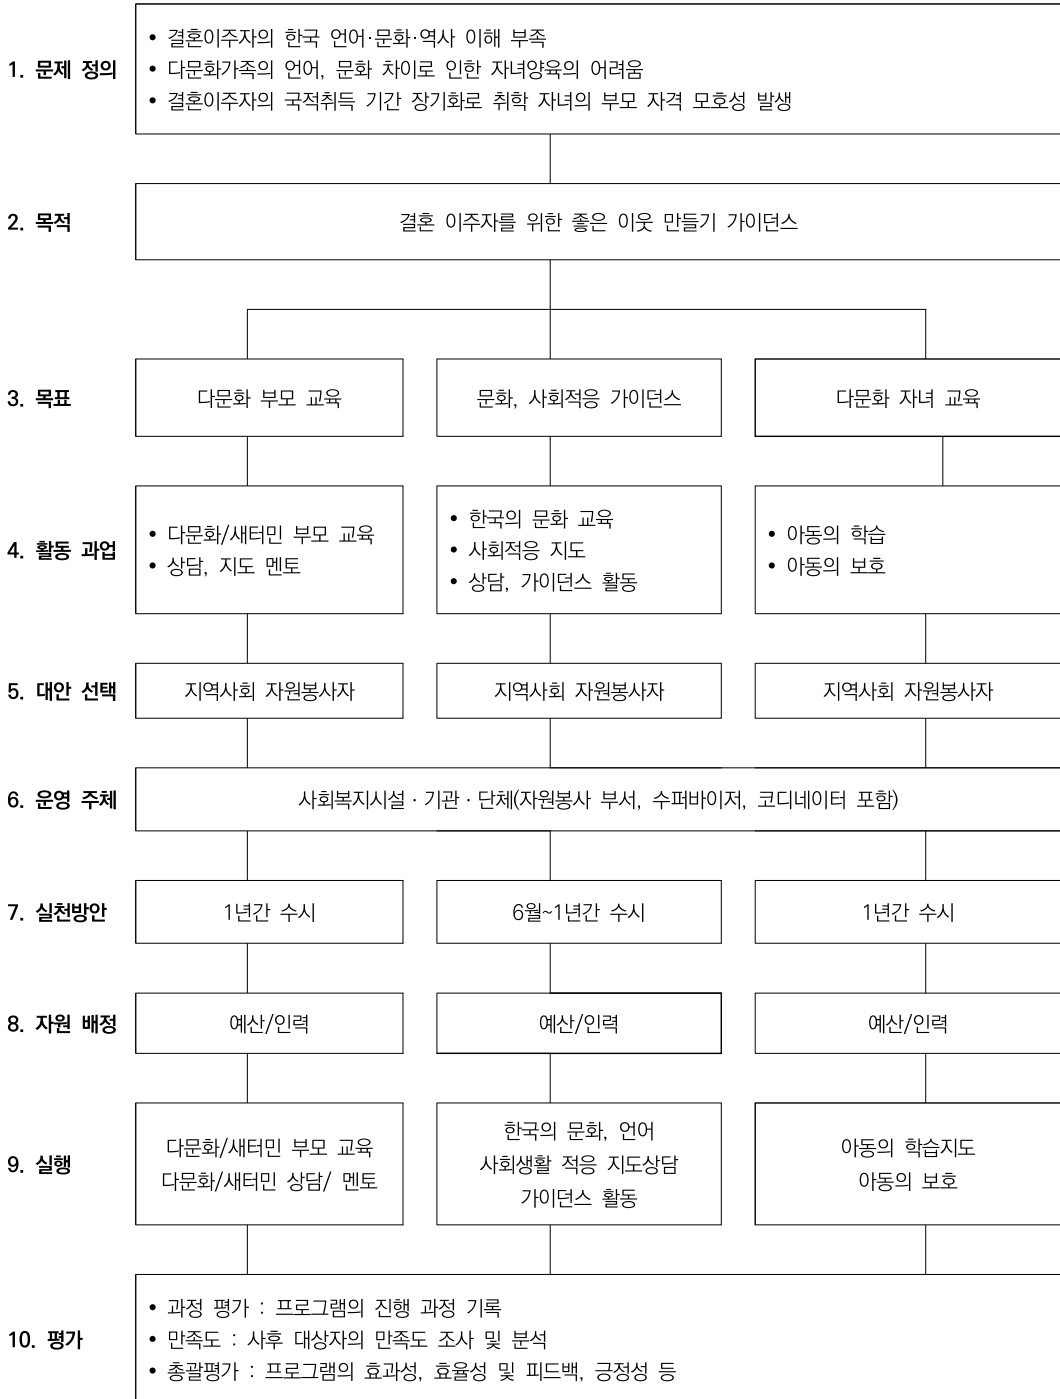 1. 문제 정의
• 결혼이주자의 한국 언어·문화·역사 이해 부족
• 다문화가족의 언어, 문화 차이로 인한 자녀양육의 어려움
• 결혼이주자의 국적취득 기간 장기화로 취학 자녀의 부모 자격 모호성 발생
2. 목적
결혼 이주자를 위한 좋은 이웃 만들기 가이던스
3. 목표
다문화 부모 교육
문화, 사회적응 가이던스
다문화 자녀 교육
4. 활동 과업
• 다문화/새터민 부모 교육
• 상담, 지도 멘토
• 한국의 문화 교육
• 사회적응 지도
• 상담, 가이던스 활동
• 아동의 학습
• 아동의 보호
5. 대안 선택
지역사회 자원봉사자
지역사회 자원봉사자
지역사회 자원봉사자
6. 운영 주체
사회복지시설 · 기관 · 단체(자원봉사 부서, 수퍼바이저, 코디네이터 포함)
7. 실천방안
1년간 수시
6월~1년간 수시
1년간 수시
8. 자원 배정
예산/인력
예산/인력
예산/인력
9. 실행
다문화/새터민 부모 교육
다문화/새터민 상담/ 멘토
한국의 문화, 언어
사회생활 적응 지도상담
가이던스 활동
아동의 학습지도
아동의 보호
10. 평가
• 과정 평가 : 프로그램의 진행 과정 기록
• 만족도 : 사후 대상자의 만족도 조사 및 분석
• 총괄평가 : 프로그램의 효과성, 효율성 및 피드백, 긍정성 등